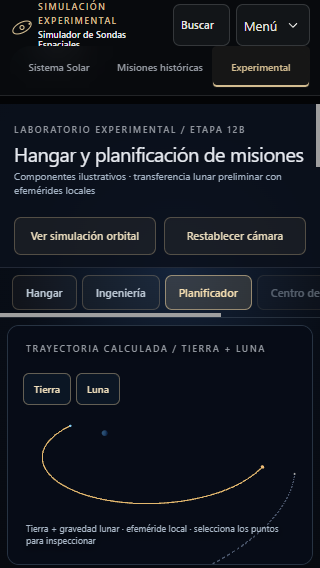 SIMULACIÓN
EXPERIMENTAL
Simulador de Sondas
Espaciales
Buscar
Menú
Sistema Solar
Misiones históricas
Experimental
LABORATORIO EXPERIMENTAL / ETAPA 12B
Hangar y planificación de misiones
Componentes ilustrativos · transferencia lunar preliminar con
efemérides locales
Ver simulación orbital
Restablecer cámara
Hangar
Ingeniería
Planificador
Centro de
TRAYECTORIA CALCULADA / TIERRA + LUNA
Tierra
Luna
Tierra + gravedad lunar · efeméride local · selecciona los puntos
para inspeccionar